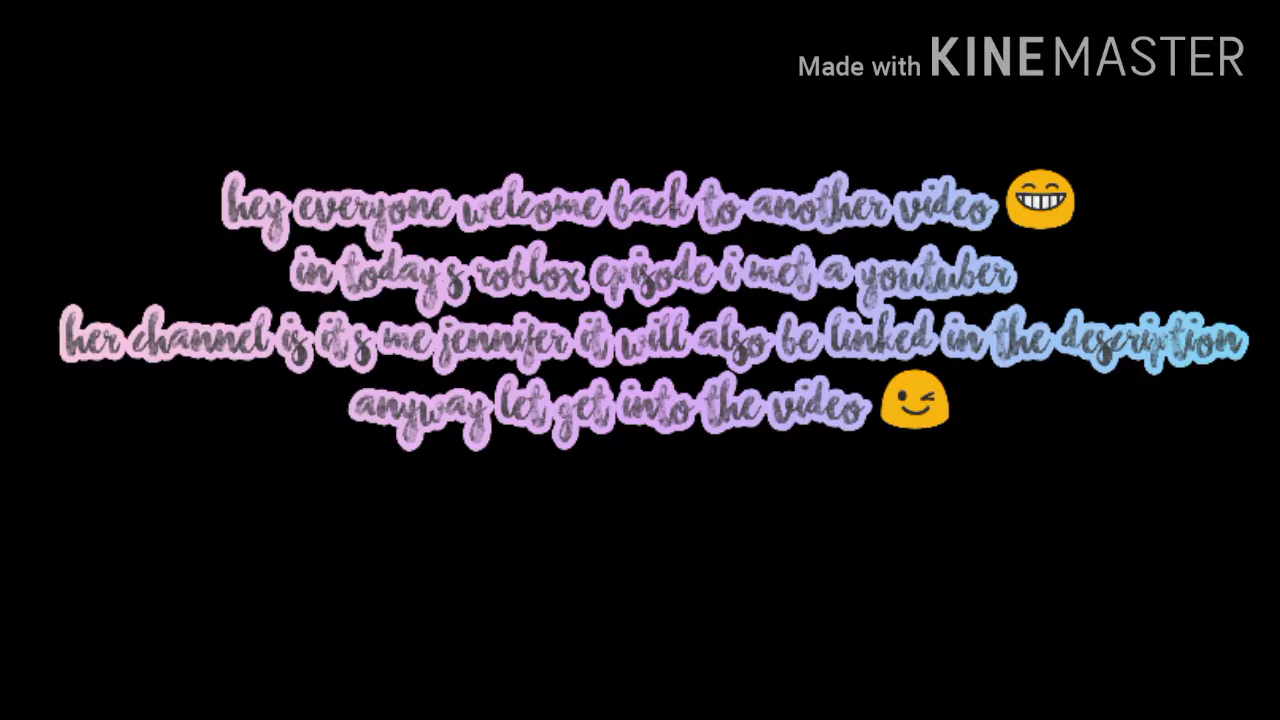 Made with KINEMASTER
hey everyone welcome back to another video 😁
in today s roblox episode i met a youtuber
her channel is it s me jennifer it will also be linked in the description
anyway let get into the video 😉